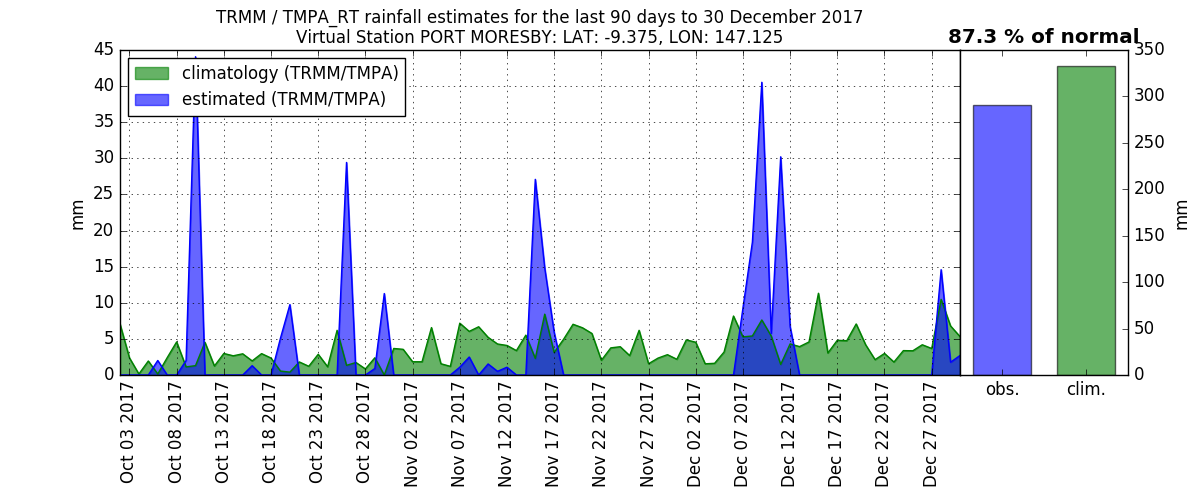 TRMM / TMPA_RT rainfall estimates for the last 90 days to 30 December 2017
Virtual Station PORT MORESBY: LAT: -9.375, LON: 147.125
87.3 % of normal
climatology (TRMM/TMPA)
estimated (TRMM/TMPA)
mm
45
40
35
30
25
20
15
10
5
0
Oct 03 2017
Oct 08 2017
Oct 13 2017
Oct 18 2017
Oct 23 2017
Oct 28 2017
Nov 02 2017
Nov 07 2017
Nov 12 2017
Nov 17 2017
Nov 22 2017
Nov 27 2017
Dec 02 2017
Dec 07 2017
Dec 12 2017
Dec 17 2017
Dec 22 2017
Dec 27 2017
obs.
clim.
350
300
250
200
150
100
50
0
mm